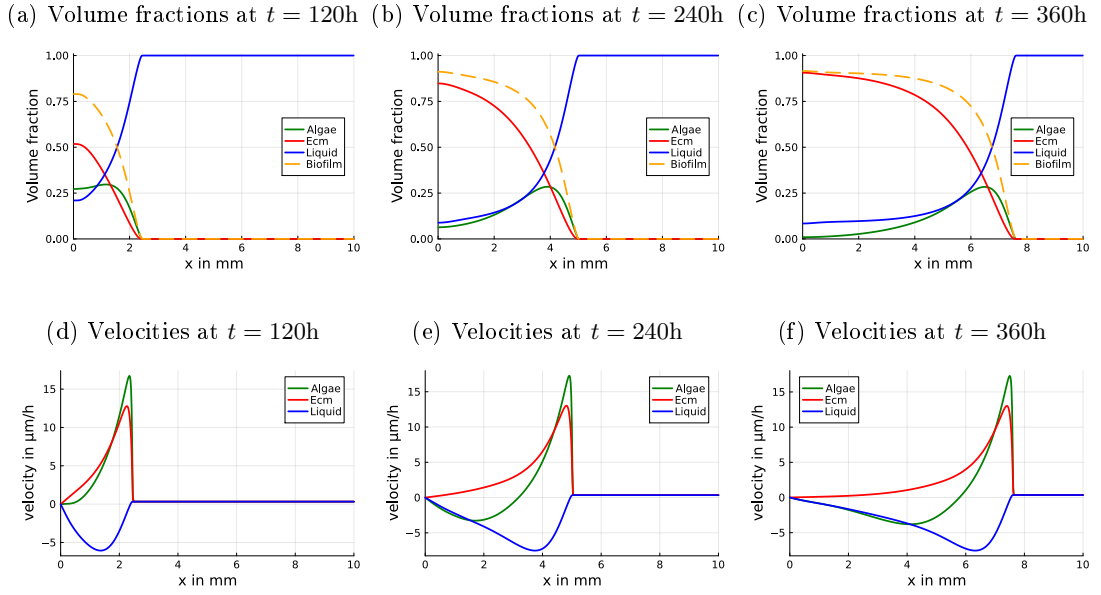 (a) Volume fractions at t = 120h
(b) Volume fractions at t = 240h
(c) Volume fractions at t = 360h
Volume fraction
1.00
0.75
0.50
0.25
0.00
0
2
4
6
8
10
x in mm
Algae
Ecm
Liquid
Biofilm
Volume fraction
1.00
0.75
0.50
0.25
0.00
0
2
4
6
8
10
x in mm
Algae
Ecm
Liquid
Biofilm
Volume fraction
1.00
0.75
0.50
0.25
0.00
0
2
4
6
8
10
x in mm
Algae
Ecm
Liquid
Biofilm
(d) Velocities at t = 120h
(e) Velocities at t = 240h
(f) Velocities at t = 360h
velocity in µm/h
15
10
5
0
−5
0
2
4
6
8
10
x in mm
Algae
Ecm
Liquid
velocity in µm/h
15
10
5
0
−5
0
2
4
6
8
10
x in mm
Algae
Ecm
Liquid
velocity in µm/h
15
10
5
0
−5
0
2
4
6
8
10
x in mm
Algae
Ecm
Liquid